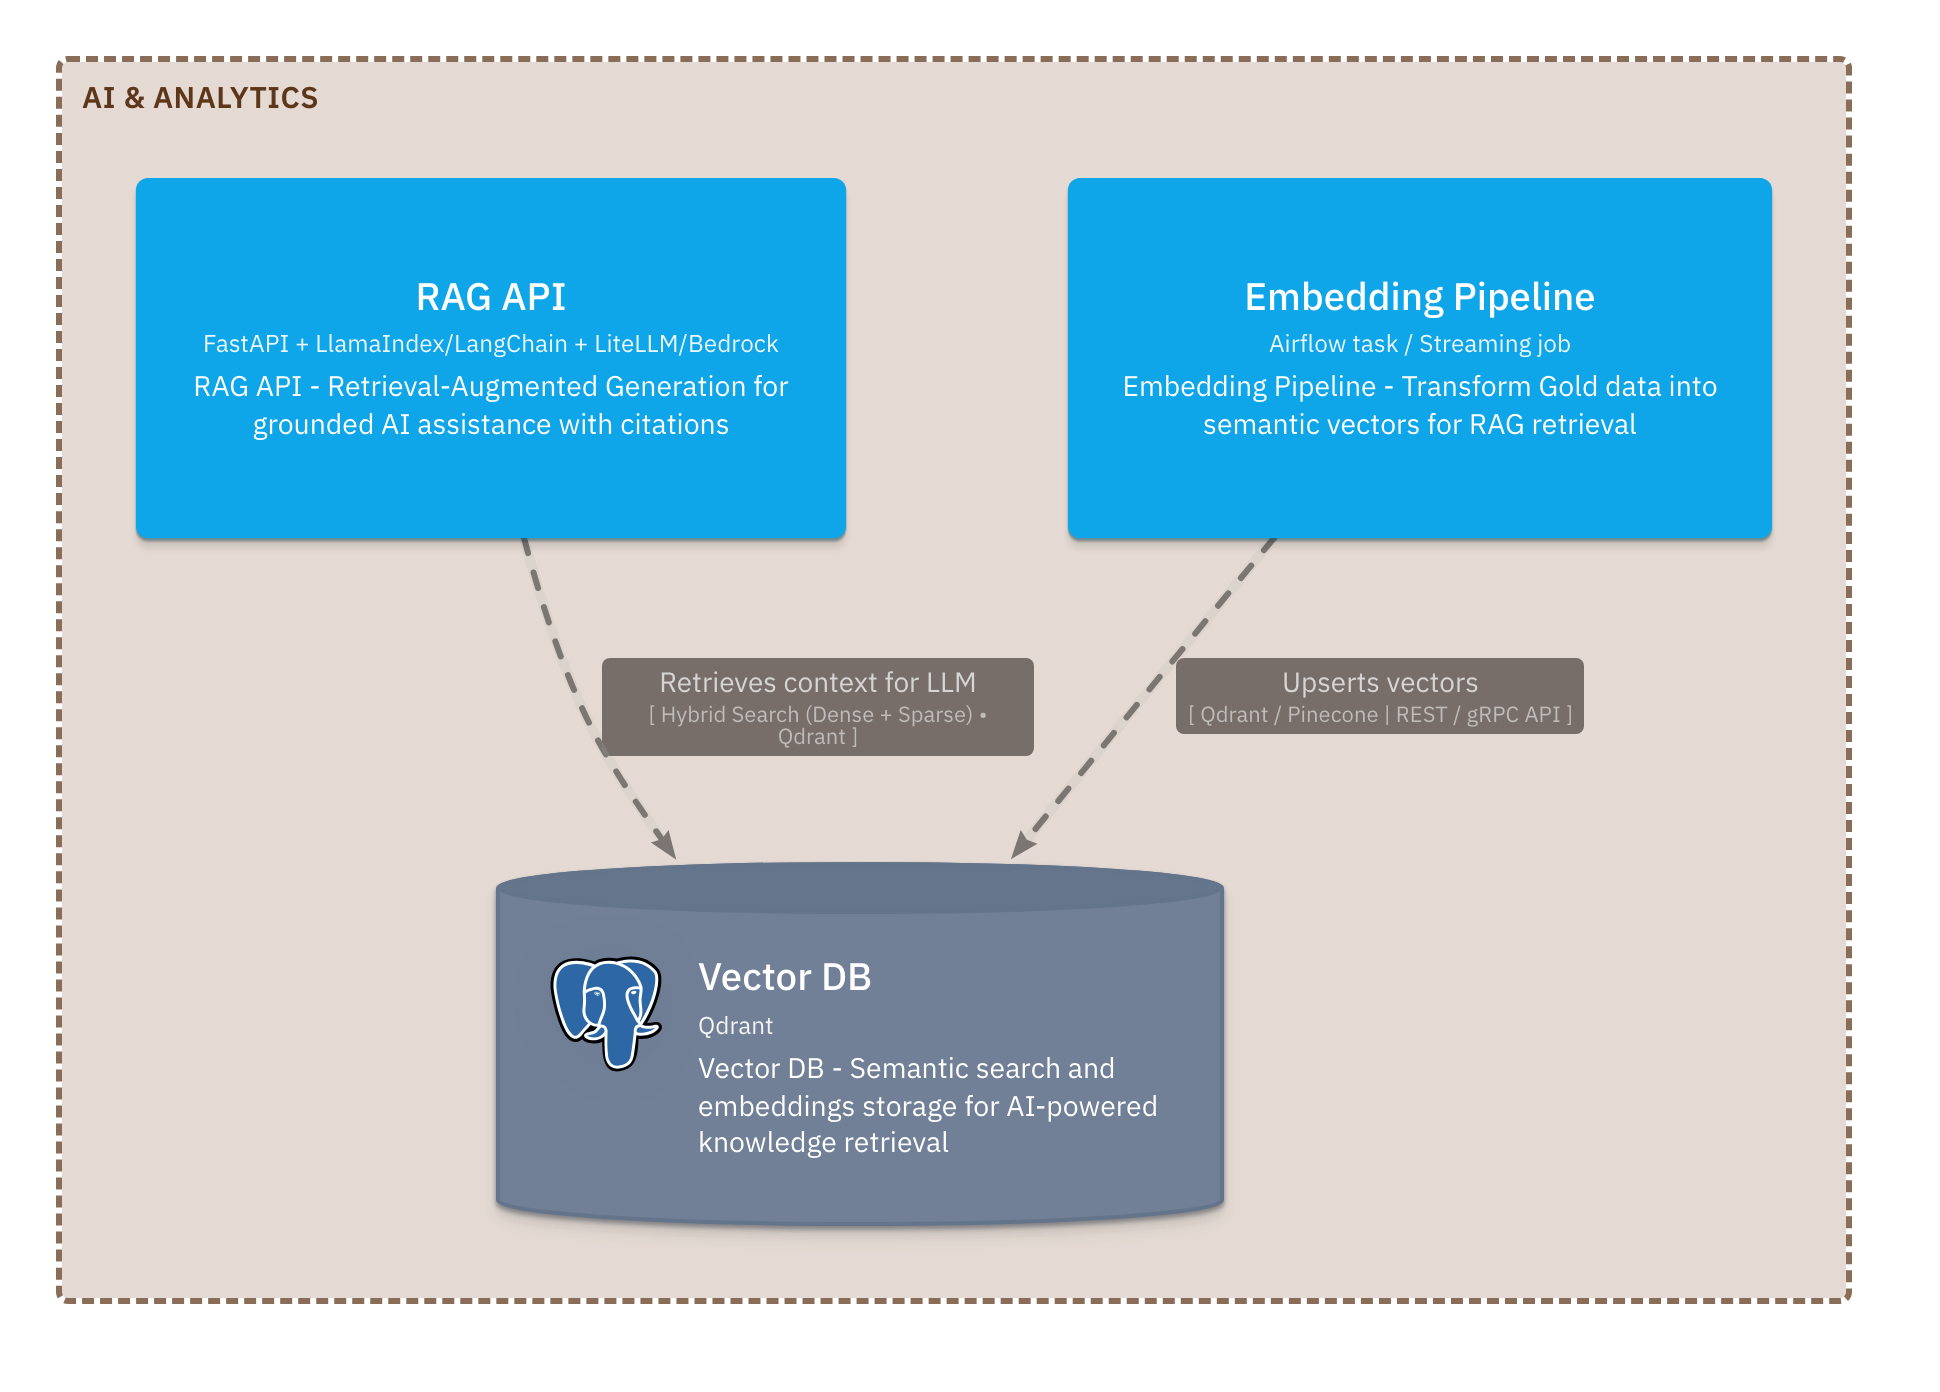 AI & ANALYTICS
RAG API
FastAPI + LlamaIndex/LangChain + LiteLLM/Bedrock
RAG API - Retrieval-Augmented Generation for
grounded AI assistance with citations
Embedding Pipeline
Airflow task / Streaming job
Embedding Pipeline - Transform Gold data into
semantic vectors for RAG retrieval
Retrieves context for LLM
[ Hybrid Search (Dense + Sparse) •
Qdrant ]
Upserts vectors
[ Qdrant / Pinecone | REST / gRPC API ]
Vector DB
Qdrant
Vector DB - Semantic search and
embeddings storage for AI-powered
knowledge retrieval